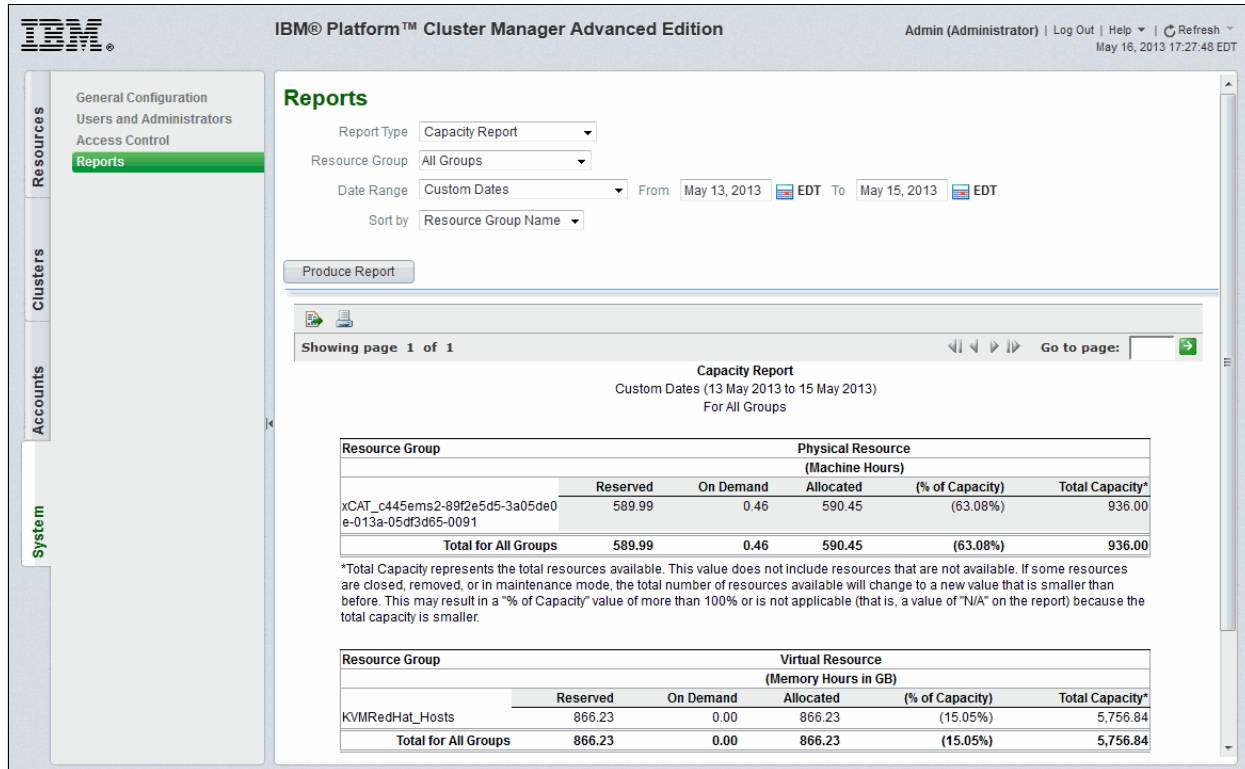 IBM®
IBM® Platform™ Cluster Manager Advanced Edition
Admin (Administrator) | Log Out | Help | Refresh
May 16, 2013 17:27:48 EDT
Resources
Clusters
Accounts
System
General Configuration
Users and Administrators
Access Control
Reports
Reports
Report Type Capacity Report
Resource Group All Groups
Date Range Custom Dates From May 13, 2013 EDT To May 15, 2013 EDT
Sort by Resource Group Name
Produce Report
Showing page 1 of 1 Go to page:
Capacity Report
Custom Dates (13 May 2013 to 15 May 2013)
For All Groups
Resource Group Physical Resource
(Machine Hours)
Reserved On Demand Allocated (% of Capacity) Total Capacity*
xCAT_c445ems2-89f2e5d5-3a05de0 589.99 0.46 590.45 (63.08%) 936.00
e-013a-05df3d65-0091
Total for All Groups 589.99 0.46 590.45 (63.08%) 936.00
*Total Capacity represents the total resources available. This value does not include resources that are not available. If some resources
are closed, removed, or in maintenance mode, the total number of resources available will change to a new value that is smaller than
before. This may result in a "% of Capacity" value of more than 100% or is not applicable (that is, a value of "N/A" on the report) because the
total capacity is smaller.
Resource Group Virtual Resource
(Memory Hours in GB)
Reserved On Demand Allocated (% of Capacity) Total Capacity*
KVMRedHat_Hosts 866.23 0.00 866.23 (15.05%) 5,756.84
Total for All Groups 866.23 0.00 866.23 (15.05%) 5,756.84